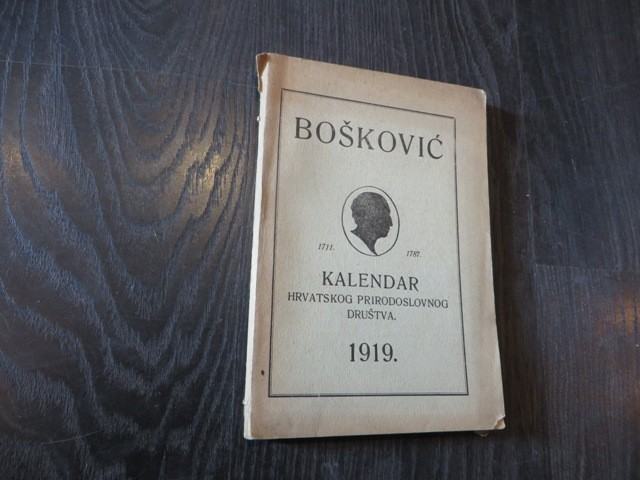 BOŠKOVIĆ
1711. 1787.
KALENDAR
HRVATSKOG PRIRODOSLOVNOG
DRUŠTVA.
1919.